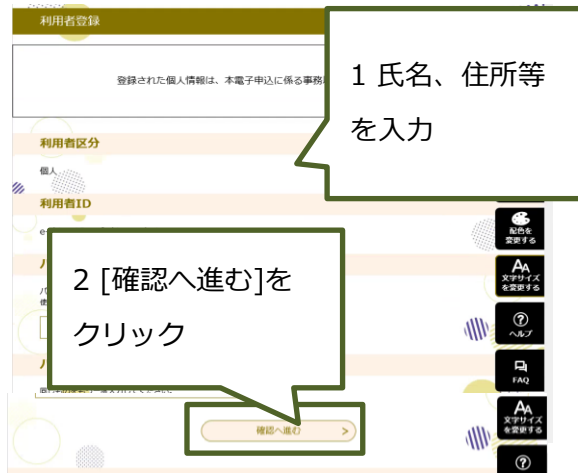 利用者登録
登録された個人情報は、本電子申込に係る事務
1 氏名、住所等
を入力
利用者区分
個人
利用者ID
配色を
変更する
文字サイズ
を変更する
2 [確認へ進む]を
クリック
ヘルプ
FAQ
確認へ進む
文字サイズ
を変更する